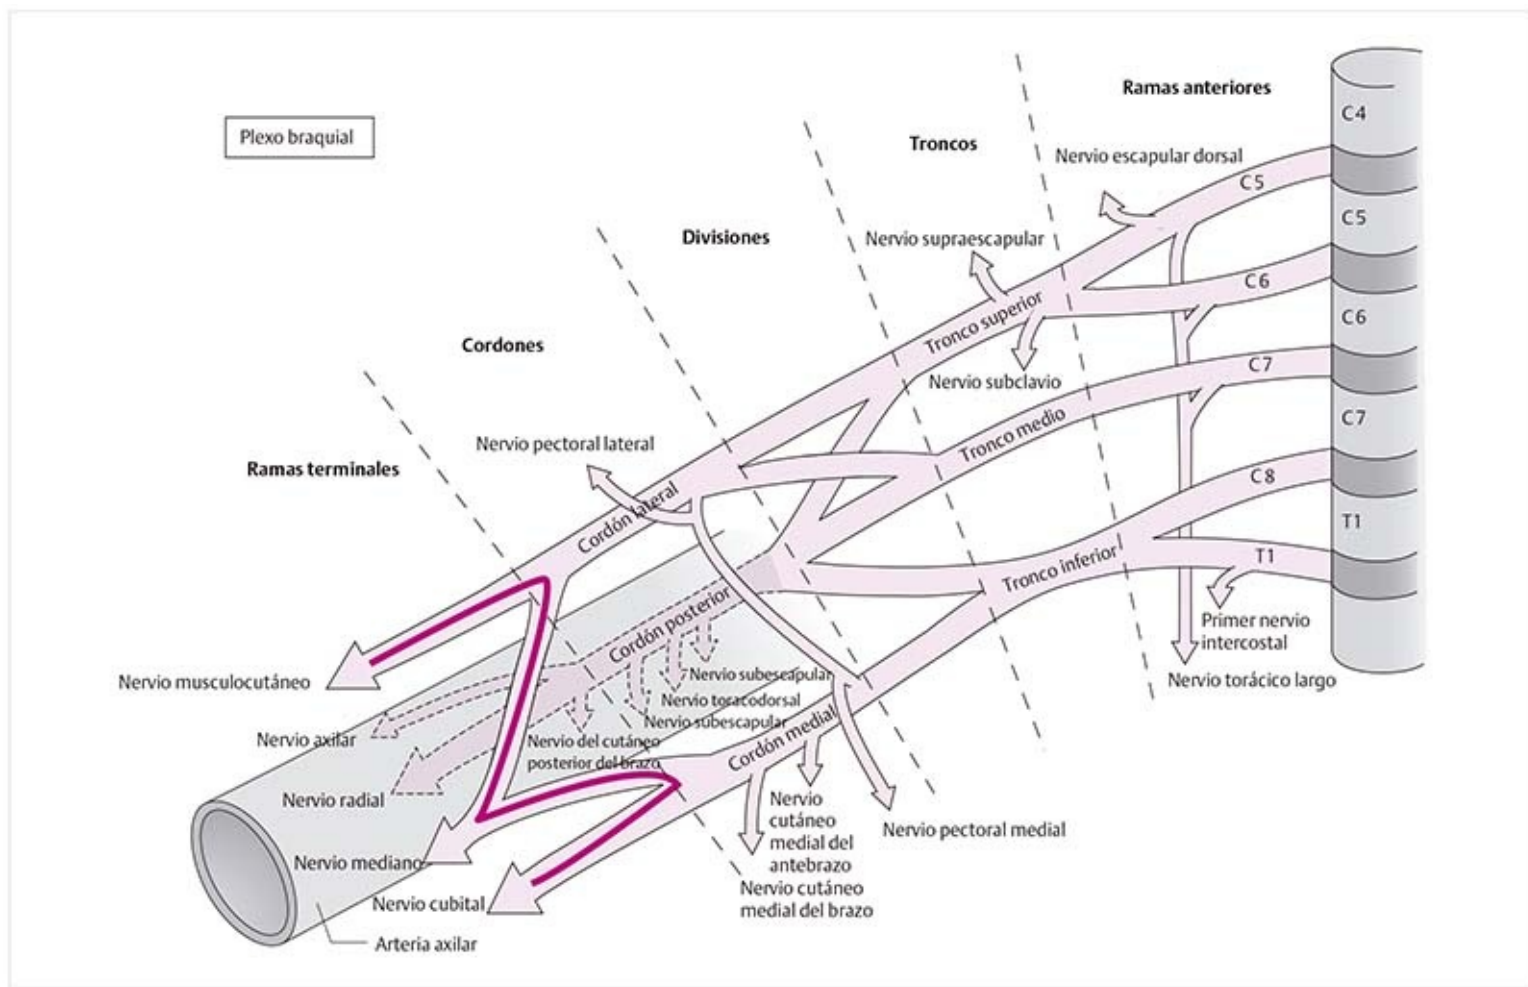 Plexo braquial
Ramas anteriores
Troncos
Divisiones
Cordones
Ramas terminales
C4
C5
C6
C7
T1
C5
C6
C7
C8
T1
Nervio escapular dorsal
Nervio supraescapular
Tronco superior
Nervio subclavio
Tronco medio
Tronco inferior
Primer nervio
intercostal
Nervio torácico largo
Nervio pectoral lateral
Cordón lateral
Cordón posterior
Nervio subescapular
Nervio toracodorsal
Nervio subescapular
Nervio del cutáneo
posterior del brazo
Cordón medial
Nervio musculocutáneo
Nervio axilar
Nervio radial
Nervio mediano
Nervio cubital
Arteria axilar
Nervio
cutáneo
medial del
antebrazo
Nervio cutáneo
medial del brazo
Nervio pectoral medial